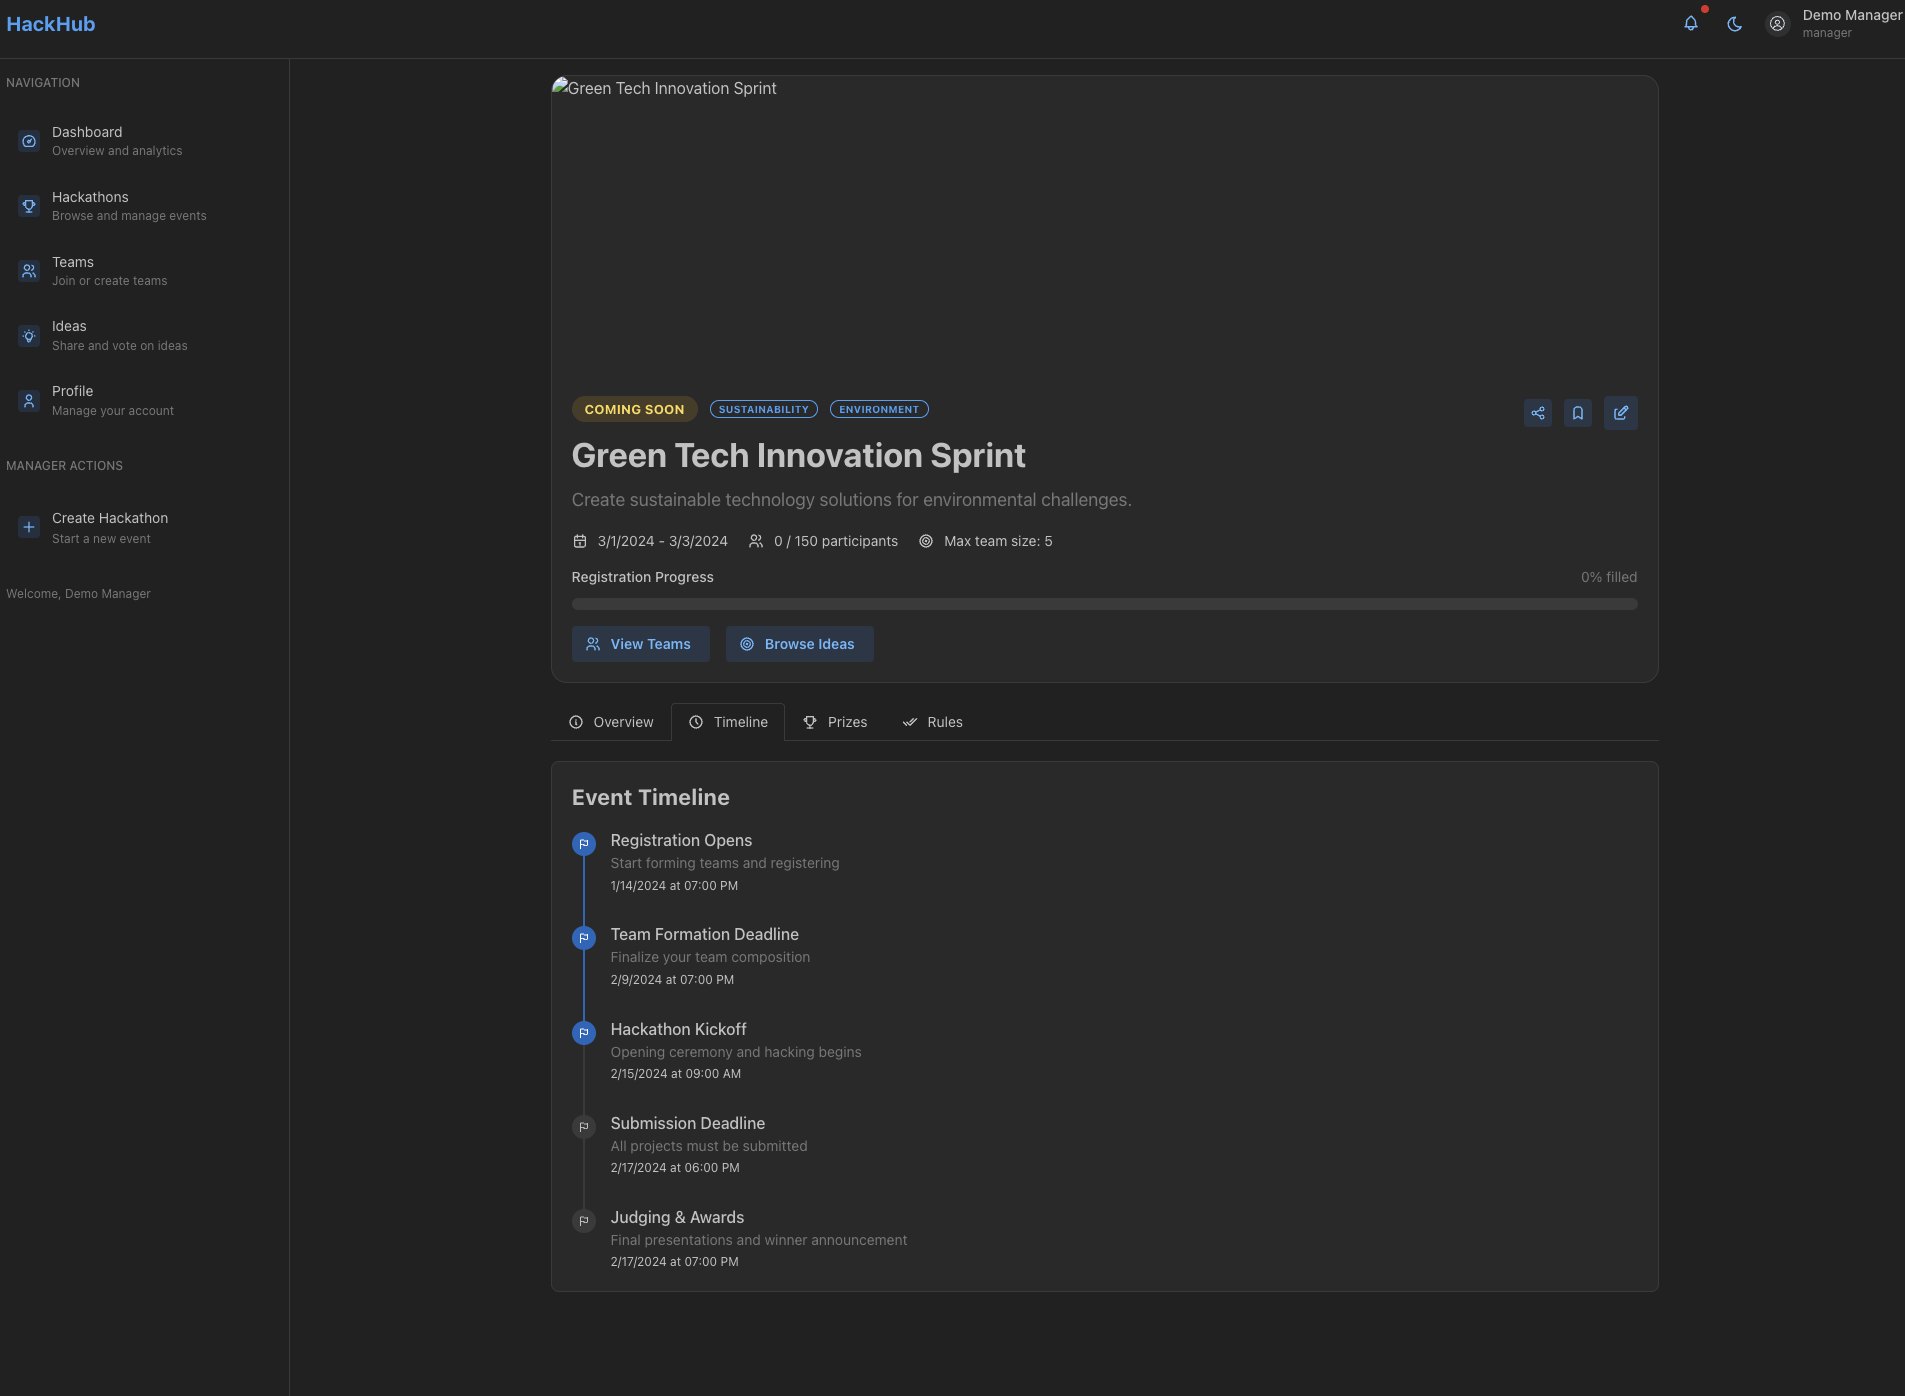 HackHub
Demo Manager
manager
NAVIGATION
Dashboard
Overview and analytics
Hackathons
Browse and manage events
Teams
Join or create teams
Ideas
Share and vote on ideas
Profile
Manage your account
MANAGER ACTIONS
Create Hackathon
Start a new event
Welcome, Demo Manager
Green Tech Innovation Sprint
COMING SOON SUSTAINABILITY ENVIRONMENT
Green Tech Innovation Sprint
Create sustainable technology solutions for environmental challenges.
3/1/2024 - 3/3/2024 0 / 150 participants Max team size: 5
Registration Progress 0% filled
View Teams Browse Ideas
Overview Timeline Prizes Rules
Event Timeline
Registration Opens
Start forming teams and registering
1/14/2024 at 07:00 PM
Team Formation Deadline
Finalize your team composition
2/9/2024 at 07:00 PM
Hackathon Kickoff
Opening ceremony and hacking begins
2/15/2024 at 09:00 AM
Submission Deadline
All projects must be submitted
2/17/2024 at 06:00 PM
Judging & Awards
Final presentations and winner announcement
2/17/2024 at 07:00 PM